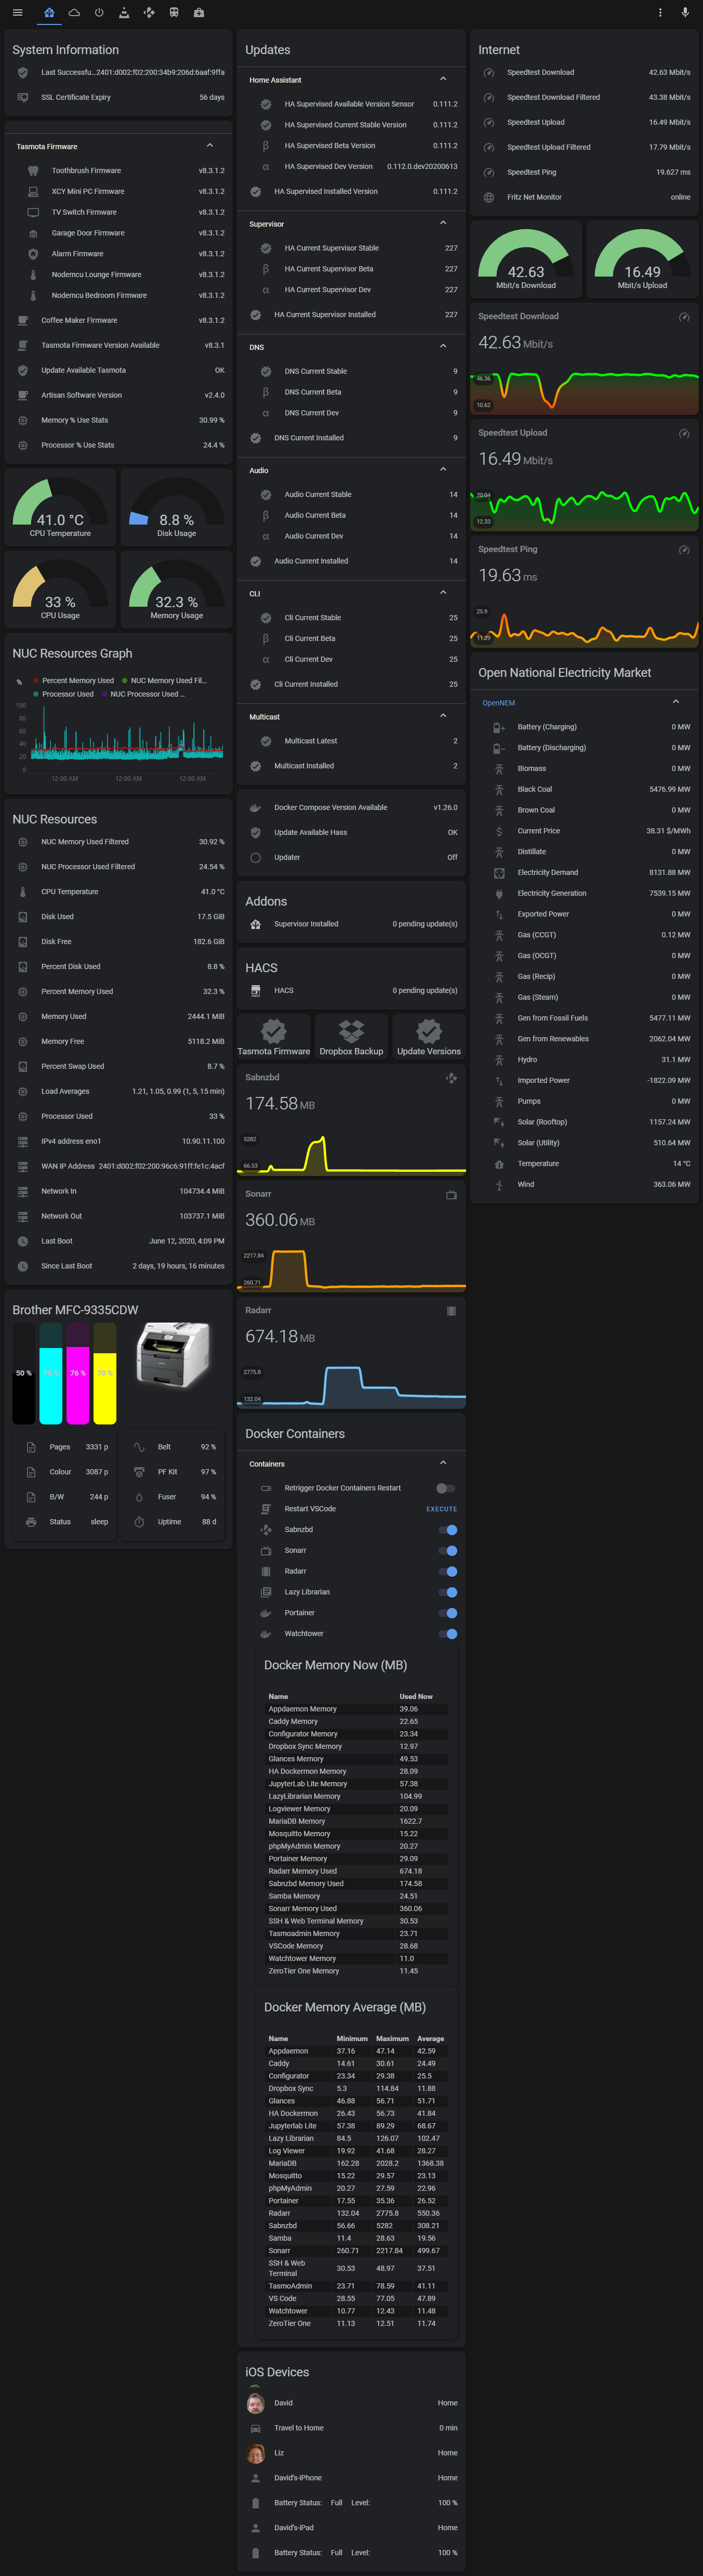 System Information
Last Successfu...2401:d002:f02:200:34b9:206d:6aaf:9ffa
SSL Certificate Expiry 56 days
Tasmota Firmware
Toothbrush Firmware v8.3.1.2
XCY Mini PC Firmware v8.3.1.2
TV Switch Firmware v8.3.1.2
Garage Door Firmware v8.3.1.2
Alarm Firmware v8.3.1.2
Nodemcu Lounge Firmware v8.3.1.2
Nodemcu Bedroom Firmware v8.3.1.2
Coffee Maker Firmware v8.3.1.2
Tasmota Firmware Version Available v8.3.1
Update Available Tasmota OK
Artisan Software Version v2.4.0
Memory % Use Stats 30.99 %
Processor % Use Stats 24.4 %
41.0 °C
CPU Temperature
8.8 %
Disk Usage
33 %
CPU Usage
32.3 %
Memory Usage
NUC Resources Graph
%
Percent Memory Used NUC Memory Used Fil...
Processor Used NUC Processor Used ...
100
80
60
40
20
0
12:00 AM 12:00 AM 12:00 AM
NUC Resources
NUC Memory Used Filtered 30.92 %
NUC Processor Used Filtered 24.54 %
CPU Temperature 41.0 °C
Disk Used 17.5 GiB
Disk Free 182.6 GiB
Percent Disk Used 8.8 %
Percent Memory Used 32.3 %
Memory Used 2444.1 MiB
Memory Free 5118.2 MiB
Percent Swap Used 8.7 %
Load Averages 1.21, 1.05, 0.99 (1, 5, 15 min)
Processor Used 33 %
IPv4 address eno1 10.90.11.100
WAN IP Address 2401:d002:f02:200:96c6:91ff:fe1c:4acf
Network In 104734.4 MiB
Network Out 103737.1 MiB
Last Boot June 12, 2020, 4:09 PM
Since Last Boot 2 days, 19 hours, 16 minutes
Brother MFC-9335CDW
50 % 76 %
Pages 3331 p
Colour 3087 p
B/W 244 p
Status sleep
Belt 92 %
PF Kit 97 %
Fuser 94 %
Uptime 88 d
Updates
Home Assistant
HA Supervised Available Version Sensor 0.111.2
HA Supervised Current Stable Version 0.111.2
HA Supervised Beta Version 0.111.2
HA Supervised Dev Version 0.112.0.dev20200613
HA Supervised Installed Version 0.111.2
Supervisor
HA Current Supervisor Stable 227
HA Current Supervisor Beta 227
HA Current Supervisor Dev 227
HA Current Supervisor Installed 227
DNS
DNS Current Stable 9
DNS Current Beta 9
DNS Current Dev 9
DNS Current Installed 9
Audio
Audio Current Stable 14
Audio Current Beta 14
Audio Current Dev 14
Audio Current Installed 14
CLI
Cli Current Stable 25
Cli Current Beta 25
Cli Current Dev 25
Cli Current Installed 25
Multicast
Multicast Latest 2
Multicast Installed 2
Docker Compose Version Available v1.26.0
Update Available Hass OK
Updater Off
Addons
Supervisor Installed 0 pending update(s)
HACS
HACS 0 pending update(s)
Tasmota Firmware Dropbox Backup Update Versions
Sabnzbd
174.58 MB
5282
66.53
Sonarr
360.06 MB
2217.84
260.71
Radarr
674.18 MB
2775.8
132.04
Docker Containers
Containers
Retrigger Docker Containers Restart
Restart VSCode EXECUTE
Sabnzbd
Sonarr
Radarr
Lazy Librarian
Portainer
Watchtower
Docker Memory Now (MB)
Name Used Now
Appdaemon Memory 39.06
Caddy Memory 22.65
Configurator Memory 23.34
Dropbox Sync Memory 12.97
Glances Memory 49.53
HA Dockermon Memory 28.09
JupyterLab Lite Memory 57.38
LazyLibrarian Memory 104.99
Logviewer Memory 20.09
MariaDB Memory 1622.7
Mosquitto Memory 15.22
phpMyAdmin Memory 20.27
Portainer Memory 29.09
Radarr Memory Used 674.18
Sabnzbd Memory Used 174.58
Samba Memory 24.51
Sonarr Memory Used 360.06
SSH & Web Terminal Memory 30.53
Tasmoadmin Memory 23.71
VSCode Memory 28.68
Watchtower Memory 11.0
ZeroTier One Memory 11.45
Docker Memory Average (MB)
Name Minimum Maximum Average
Appdaemon 37.16 47.14 42.59
Caddy 14.61 30.61 24.49
Configurator 23.34 29.38 25.5
Dropbox Sync 5.3 114.84 11.88
Glances 46.88 56.71 51.71
HA Dockermon 26.43 56.73 41.84
Jupyterlab Lite 57.38 89.29 68.67
Lazy Librarian 84.5 126.07 102.47
Log Viewer 19.92 41.68 28.27
MariaDB 162.28 2028.2 1368.38
Mosquitto 15.22 29.57 23.13
phpMyAdmin 20.27 27.59 22.96
Portainer 17.55 35.36 26.52
Radarr 132.04 2775.8 550.36
Sabnzbd 56.66 5282 308.21
Samba 11.4 28.63 19.56
Sonarr 260.71 2217.84 499.67
SSH & Web
Terminal 30.53 48.97 37.51
TasmoAdmin 23.71 78.59 41.11
VS Code 28.55 77.05 47.89
Watchtower 10.77 12.43 11.48
ZeroTier One 11.13 12.51 11.74
iOS Devices
David Home
Travel to Home 0 min
Liz Home
David's-iPhone Home
Battery Status: Full Level: 100 %
David's-iPad Home
Battery Status: Full Level: 100 %
Internet
Speedtest Download 42.63 Mbit/s
Speedtest Download Filtered 43.38 Mbit/s
Speedtest Upload 16.49 Mbit/s
Speedtest Upload Filtered 17.79 Mbit/s
Speedtest Ping 19.627 ms
Fritz Net Monitor online
42.63
Mbit/s Download
16.49
Mbit/s Upload
Speedtest Download
42.63 Mbit/s
46.36
10.62
Speedtest Upload
16.49 Mbit/s
12.33
Speedtest Ping
19.63 ms
25.9
11.29
Open National Electricity Market
OpenNEM
Battery (Charging) 0 MW
Battery (Discharging) 0 MW
Biomass 0 MW
Black Coal 5476.99 MW
Brown Coal 0 MW
Current Price 38.31 $/MWh
Distillate 0 MW
Electricity Demand 8131.88 MW
Electricity Generation 7539.15 MW
Exported Power 0 MW
Gas (CCGT) 0.12 MW
Gas (OCGT) 0 MW
Gas (Recip) 0 MW
Gas (Steam) 0 MW
Gen from Fossil Fuels 5477.11 MW
Gen from Renewables 2062.04 MW
Hydro 31.1 MW
Imported Power -1822.09 MW
Pumps 0 MW
Solar (Rooftop) 1157.24 MW
Solar (Utility) 510.64 MW
Temperature 14 °C
Wind 363.06 MW